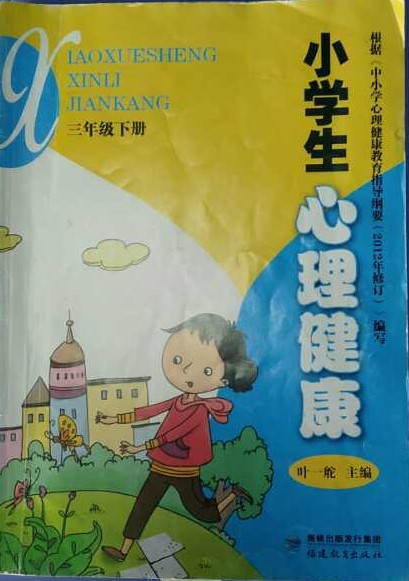 XIAOXUESHENG
XINLI
JIANKANG
三年级下册
小学生
心理健康
根据《中小学心理健康教育指导纲要（2012年修订）》编写
叶一舵 主编
海峡出版发行集团
福建教育出版社